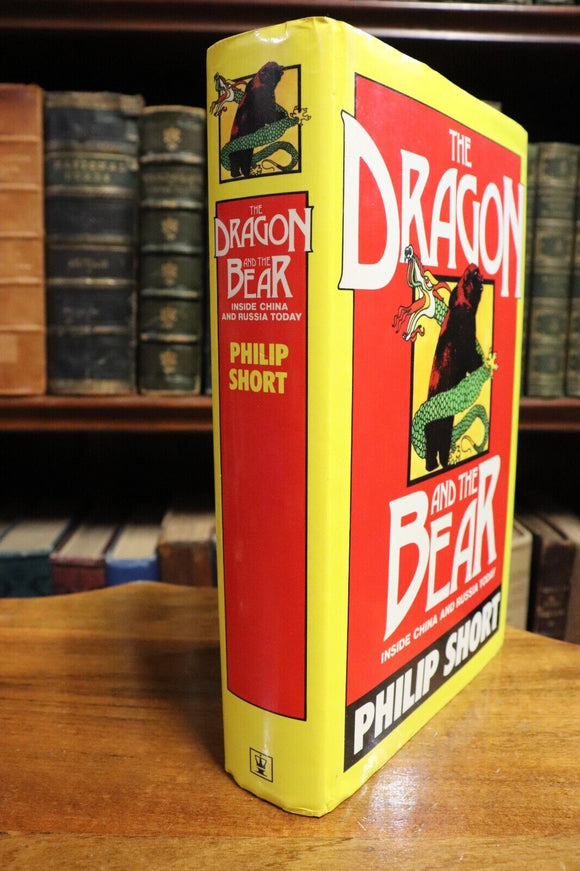 THE
DRAGON
AND THE
BEAR
INSIDE CHINA
AND RUSSIA TODAY
PHILIP
SHORT
THE
DRAGON
AND THE
BEAR
INSIDE CHINA AND RUSSIA TODAY
PHILIP SHORT